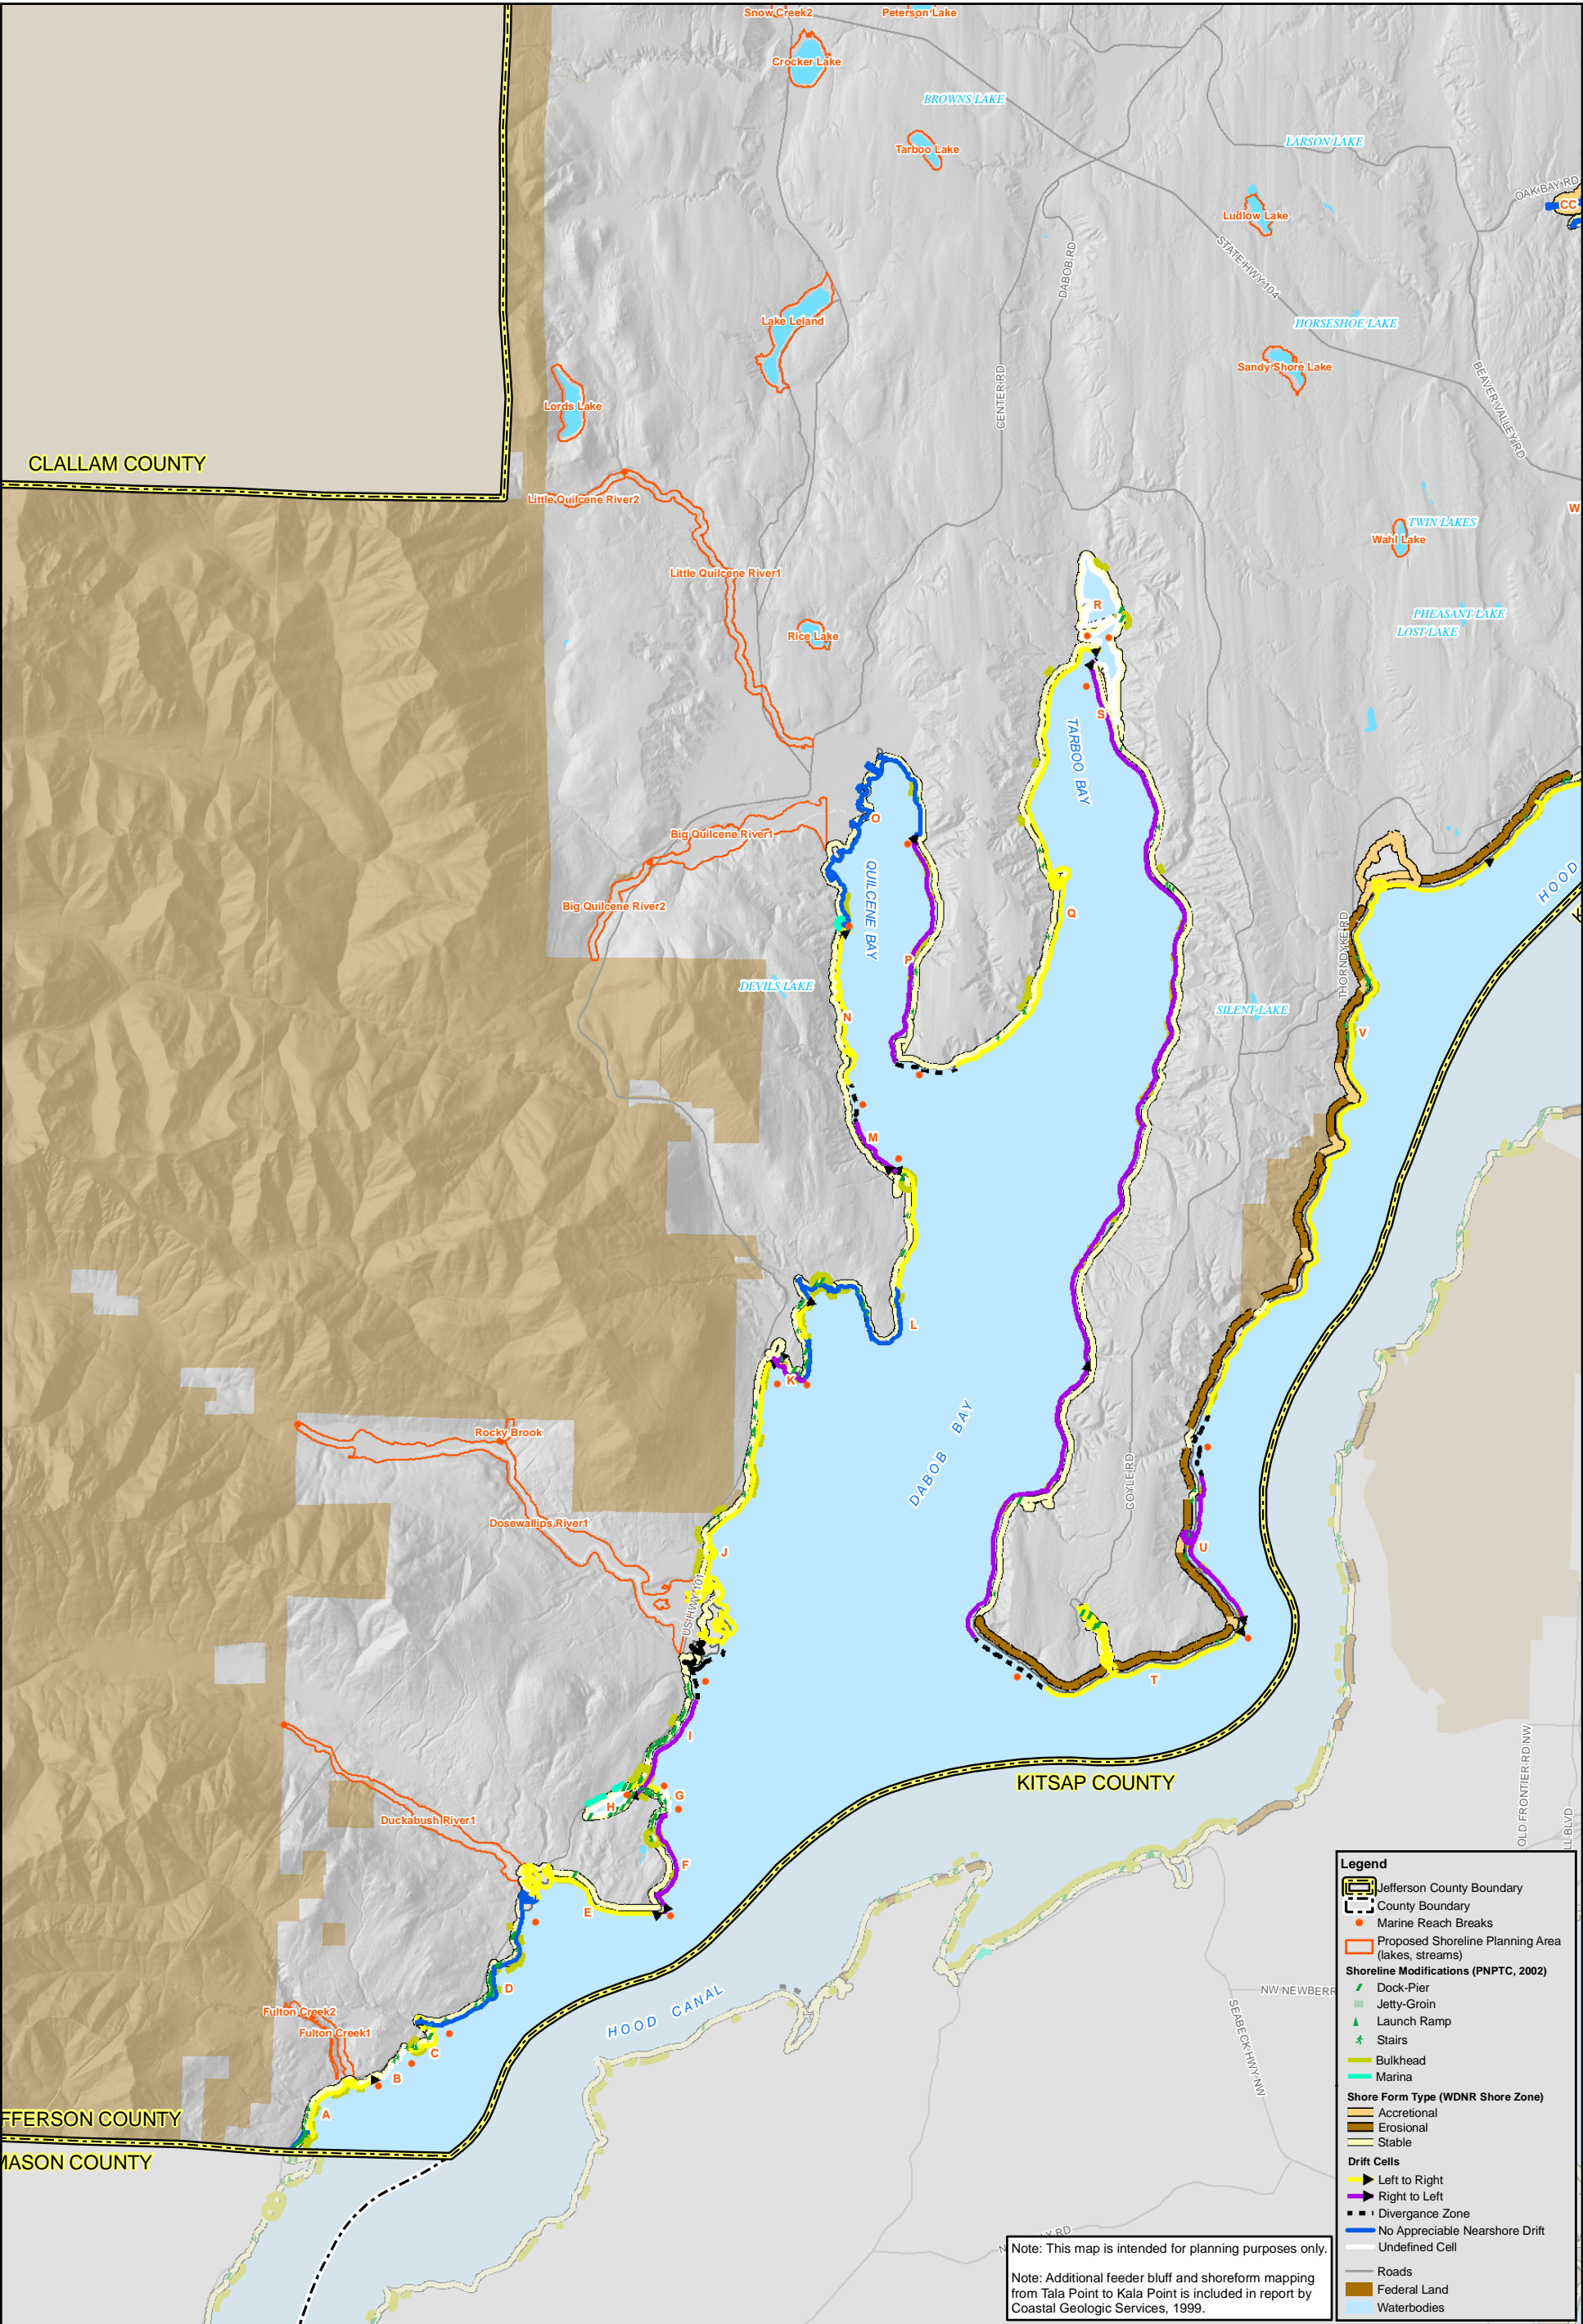 Snow Creek2
Peterson Lake
Crocker Lake
BROWNS LAKE
Tarboo Lake
LARSON LAKE
OAK BAY RD
CC
Ludlow Lake
DABOB RD
STATE HWY 104
Lake Leland
HORSESHOE LAKE
Sandy Shore Lake
CENTER RD
BEAVER VALLEY RD
Lords Lake
CLALLAM COUNTY
Little Quilcene River2
W
TWIN LAKES
Wahl Lake
Little Quilcene River1
R
PHEASANT LAKE
LOST LAKE
Rice Lake
S
TARBOO BAY
O
Big Quilcene River1
QUILCENE BAY
HOOD
K
Big Quilcene River2
Q
THORNDYKE RD
P
DEVILS LAKE
SILENT LAKE
N
V
M
L
K
DABOB BAY
Rocky Brook
COYLE RD
Dosewallips River1
J
U
US HWY 101
T
I
KITSAP COUNTY
OLD FRONTIER RD NW
G
H
Duckabush River1
LL BLVD
F
E
D
NW NEWBERR
HOOD CANAL
SEABECK HWY NW
Fulton Creek2
Fulton Creek1
C
B
A
FFERSON COUNTY
MASON COUNTY
Legend
Jefferson County Boundary
County Boundary
Marine Reach Breaks
Proposed Shoreline Planning Area
(lakes, streams)
Shoreline Modifications (PNPTC, 2002)
Dock-Pier
Jetty-Groin
Launch Ramp
Stairs
Bulkhead
Marina
Shore Form Type (WDNR Shore Zone)
Accretional
Erosional
Stable
Drift Cells
Left to Right
Right to Left
Divergance Zone
No Appreciable Nearshore Drift
Undefined Cell
Roads
Federal Land
Waterbodies
Note: This map is intended for planning purposes only.
Note: Additional feeder bluff and shoreform mapping
from Tala Point to Kala Point is included in report by
Coastal Geologic Services, 1999.